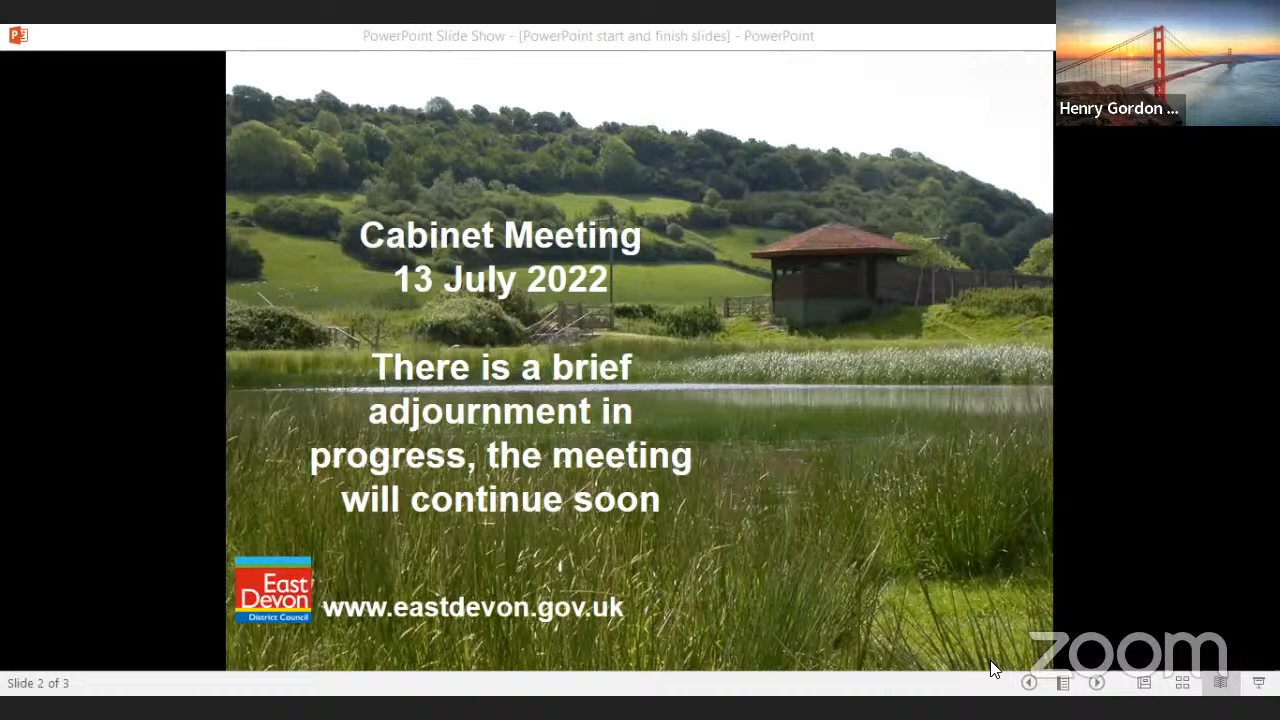 PowerPoint Slide Show - [PowerPoint start and finish slides] - PowerPoint
Henry Gordon ...
Cabinet Meeting
13 July 2022
There is a brief
adjournment in
progress, the meeting
will continue soon
East
Devon
District Council
www.eastdevon.gov.uk
zoom
Slide 2 of 3